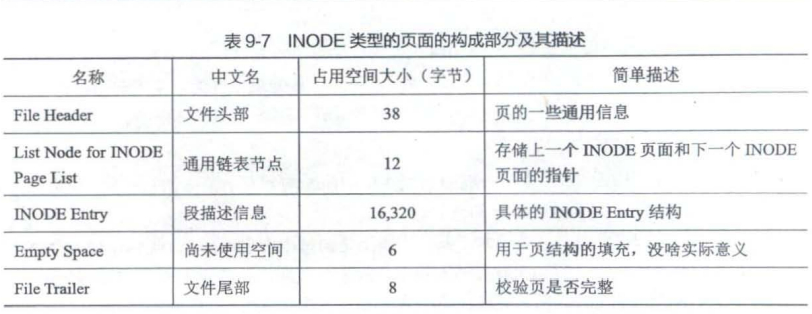 表 9-7 INODE 类型的页面的构成部分及其描述
名称 中文名 占用空间大小（字节） 简单描述
File Header 文件头部 38 页的一些通用信息
List Node for INODE Page List 通用链表节点 12 存储上一个 INODE 页面和下一个 INODE 页面的指针
INODE Entry 段描述信息 16,320 具体的 INODE Entry 结构
Empty Space 尚未使用空间 6 用于页结构的填充，没啥实际意义
File Trailer 文件尾部 8 校验页是否完整